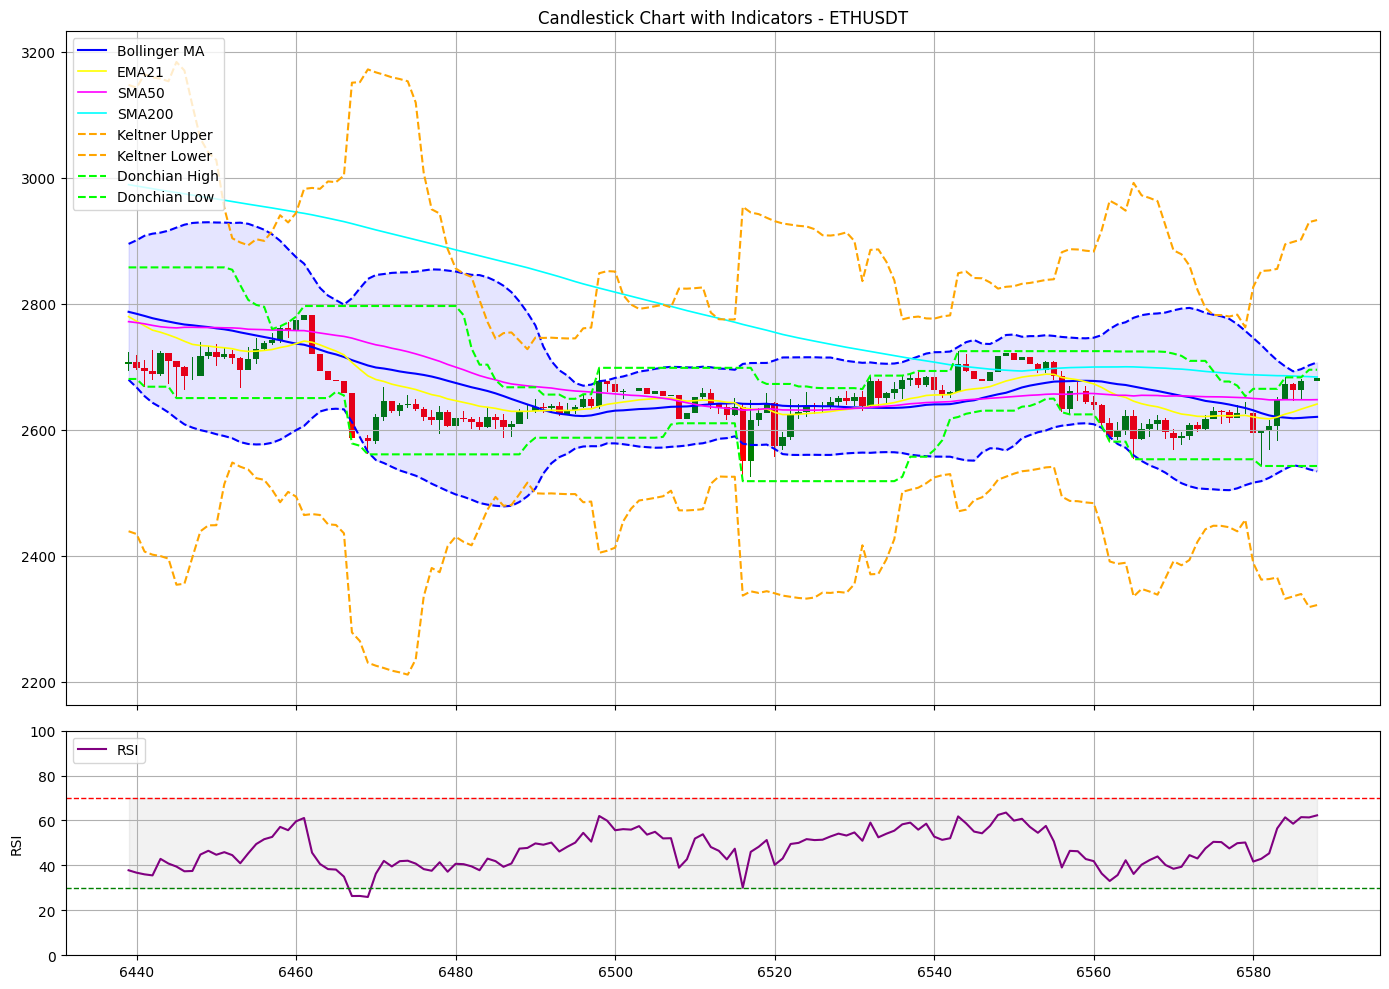 Candlestick Chart with Indicators - ETHUSDT
3200
3000
2800
2600
2400
2200
Bollinger MA
EMA21
SMA50
SMA200
Keltner Upper
Keltner Lower
Donchian High
Donchian Low
100
80
60
40
20
0
RSI
RSI
6440 6460 6480 6500 6520 6540 6560 6580